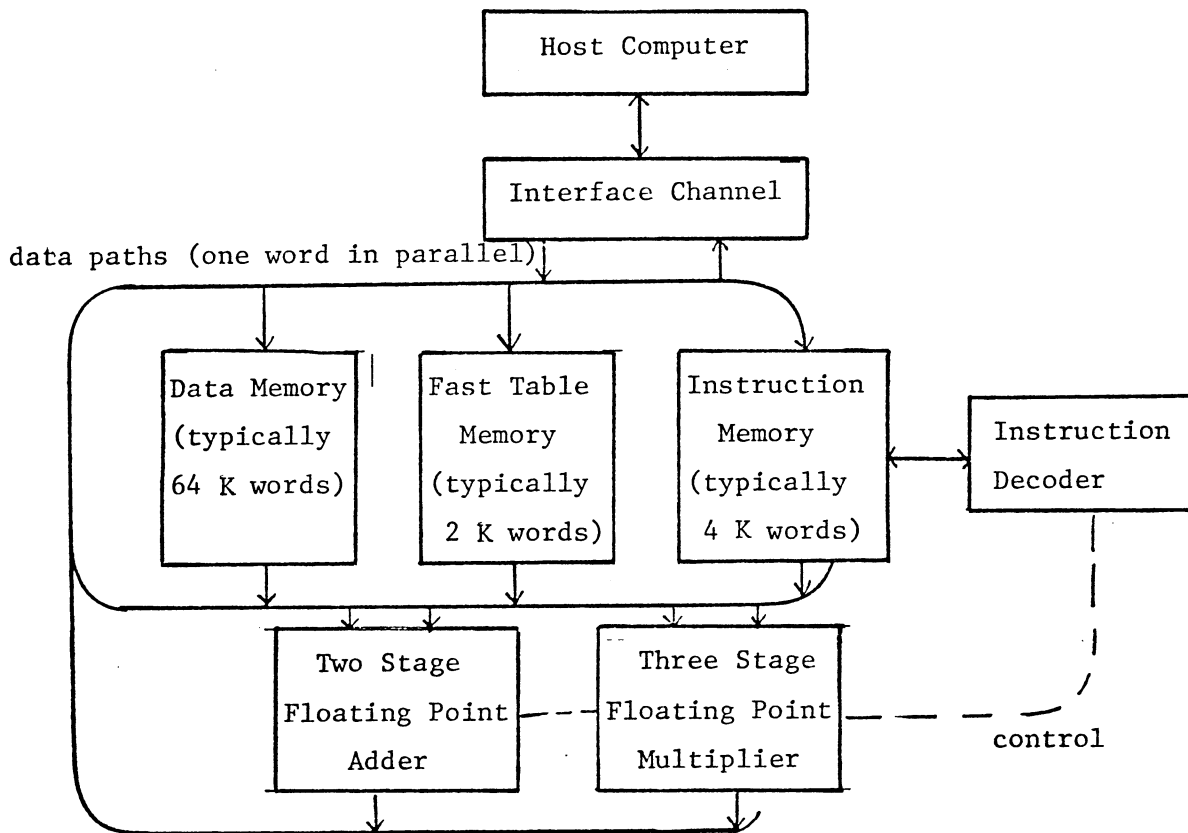 Host Computer
Interface Channel
data paths (one word in parallel)
Data Memory
(typically
64 K words)
Fast Table
Memory
(typically
2 K words)
Instruction
Memory
(typically
4 K words)
Instruction
Decoder
Two Stage
Floating Point
Adder
Three Stage
Floating Point
Multiplier
control